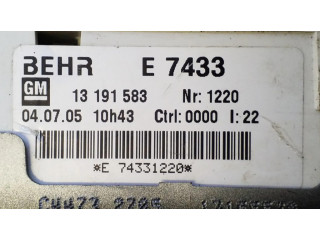 BEHR E 7433
GM 13 191 583 Nr: 1220
04.07.05 10h43 Ctrl: 0000 I: 22
*E 74331220*